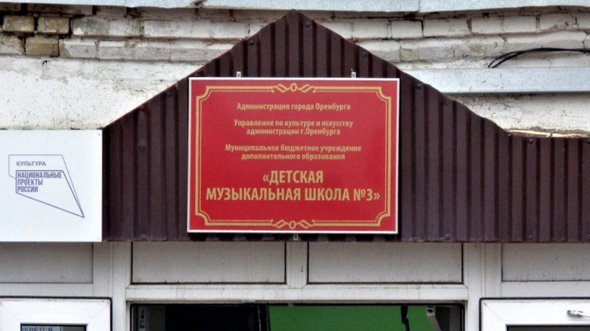 Администрация города Оренбурга
Управление по культуре и искусству
администрации г.Оренбурга
Муниципальное бюджетное учреждение
дополнительного образования
«ДЕТСКАЯ
МУЗЫКАЛЬНАЯ ШКОЛА №3»
КУЛЬТУРА
НАЦИОНАЛЬНЫЕ
ПРОЕКТЫ
РОССИИ